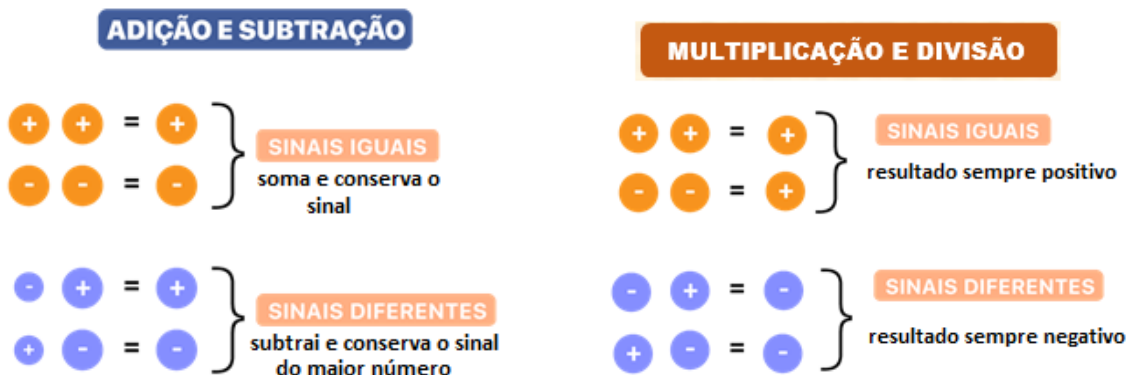 ADIÇÃO E SUBTRAÇÃO
+ + = +
- - = -
SINAIS IGUAIS
soma e conserva o
sinal
- + = +
+ - = -
SINAIS DIFERENTES
subtrai e conserva o sinal
do maior número
MULTIPLICAÇÃO E DIVISÃO
+ + = +
- - = +
SINAIS IGUAIS
resultado sempre positivo
- + = -
+ - = -
SINAIS DIFERENTES
resultado sempre negativo